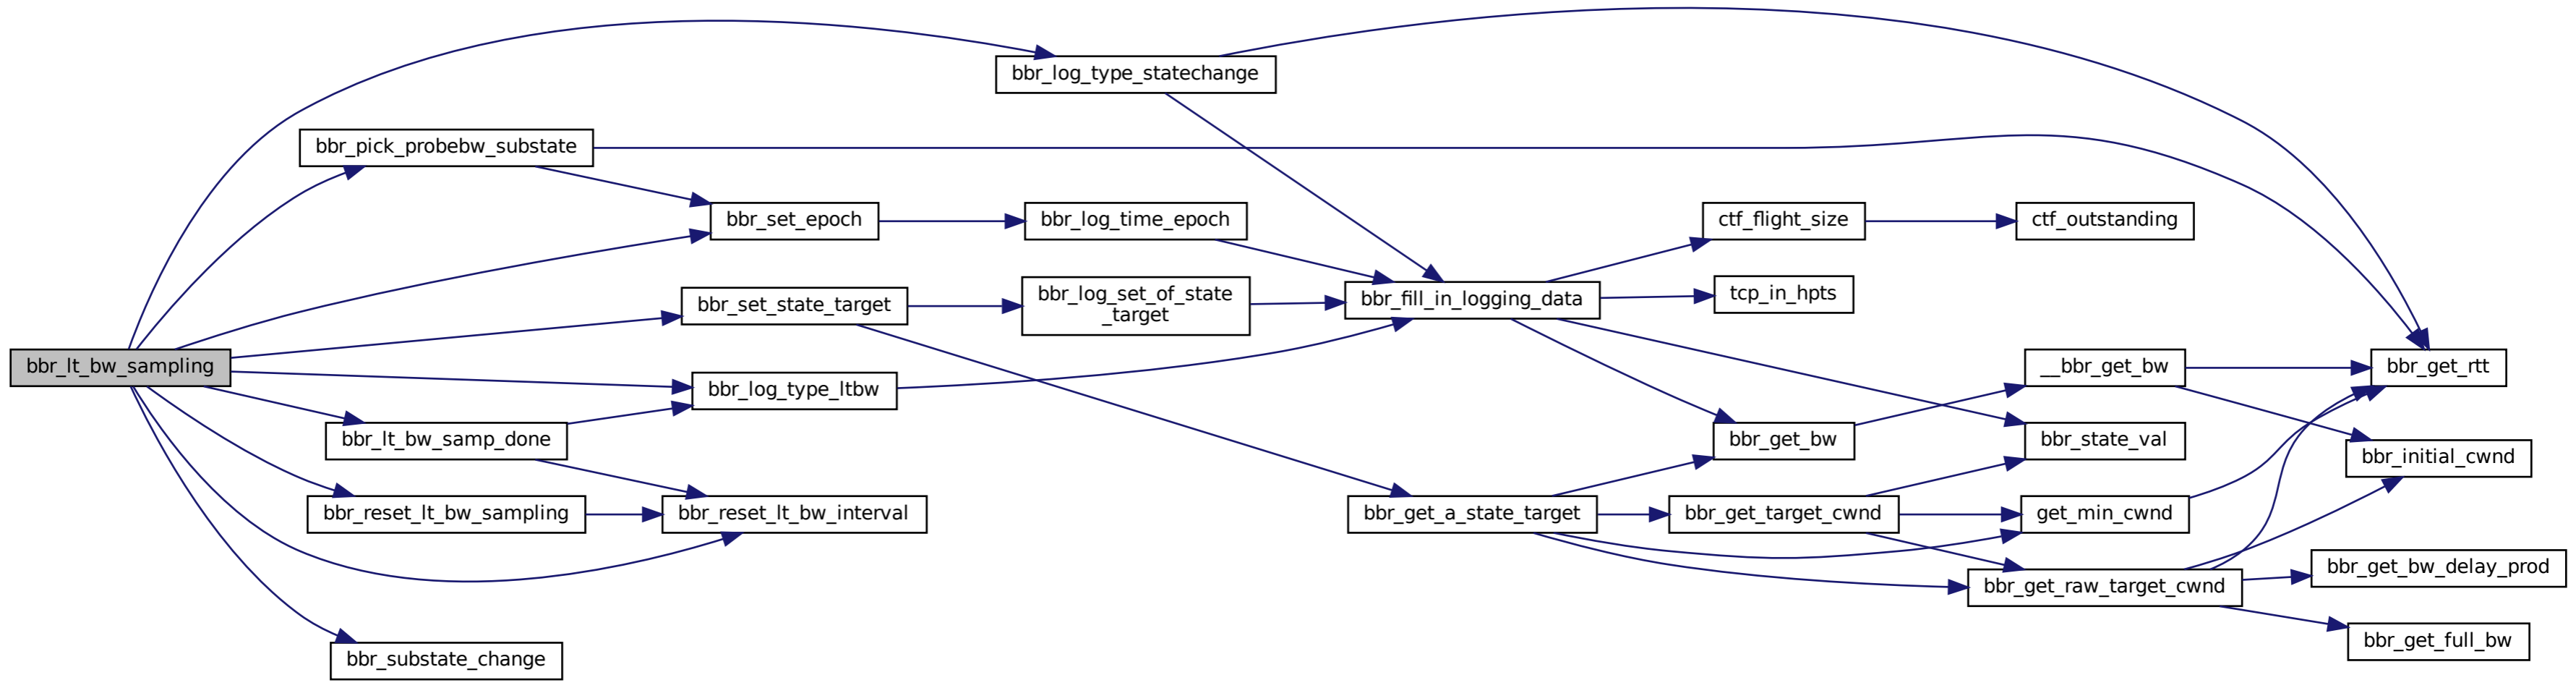 bbr_log_type_statechange
bbr_pick_probebw_substate
bbr_set_epoch
bbr_log_time_epoch
ctf_flight_size
ctf_outstanding
bbr_set_state_target
bbr_log_set_of_state
_target
bbr_fill_in_logging_data
tcp_in_hpts
bbr_lt_bw_sampling
bbr_log_type_ltbw
__bbr_get_bw
bbr_get_rtt
bbr_lt_bw_samp_done
bbr_get_bw
bbr_state_val
bbr_initial_cwnd
bbr_reset_lt_bw_sampling
bbr_reset_lt_bw_interval
bbr_get_a_state_target
bbr_get_target_cwnd
get_min_cwnd
bbr_get_raw_target_cwnd
bbr_get_bw_delay_prod
bbr_get_full_bw
bbr_substate_change